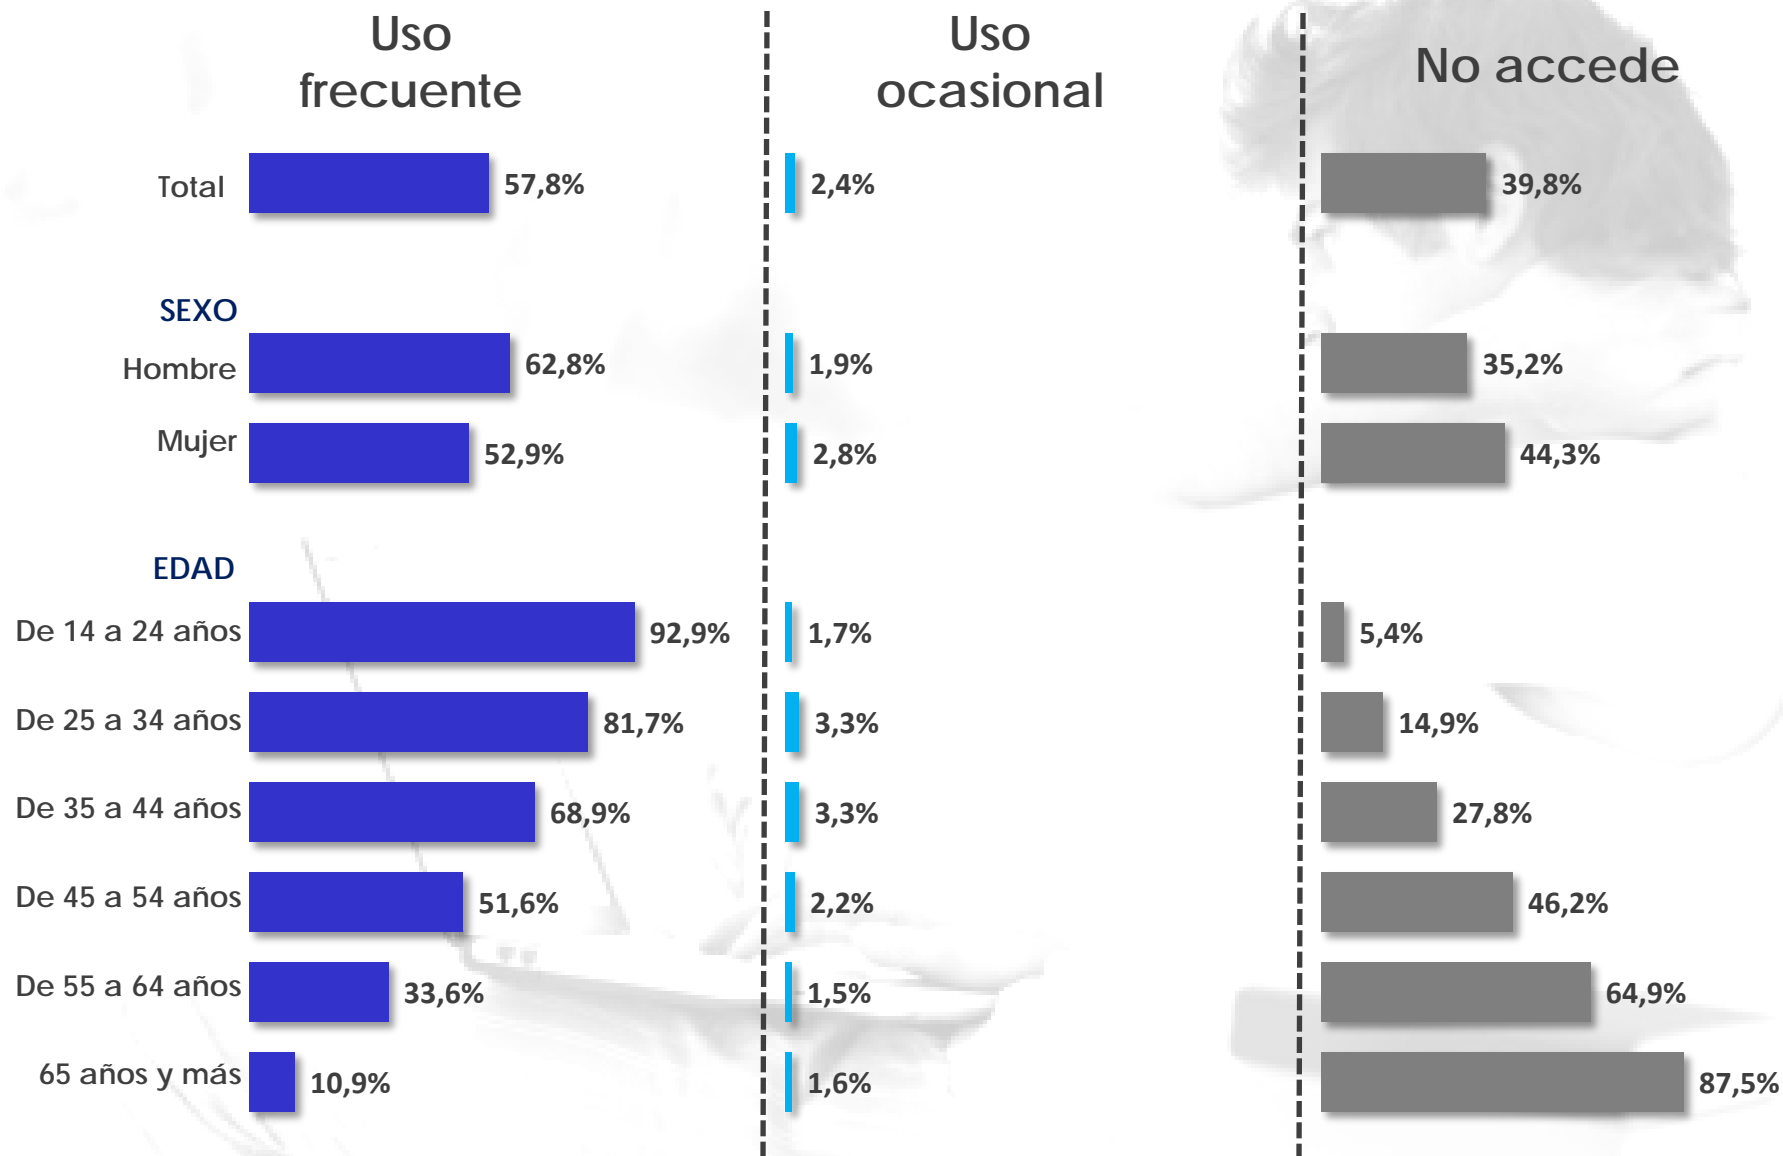 Uso
frecuente
Uso
ocasional
No accede
Total 57,8% 2,4% 39,8%
SEXO
Hombre 62,8% 1,9% 35,2%
Mujer 52,9% 2,8% 44,3%
EDAD
De 14 a 24 años 92,9% 1,7% 5,4%
De 25 a 34 años 81,7% 3,3% 14,9%
De 35 a 44 años 68,9% 3,3% 27,8%
De 45 a 54 años 51,6% 2,2% 46,2%
De 55 a 64 años 33,6% 1,5% 64,9%
65 años y más 10,9% 1,6% 87,5%